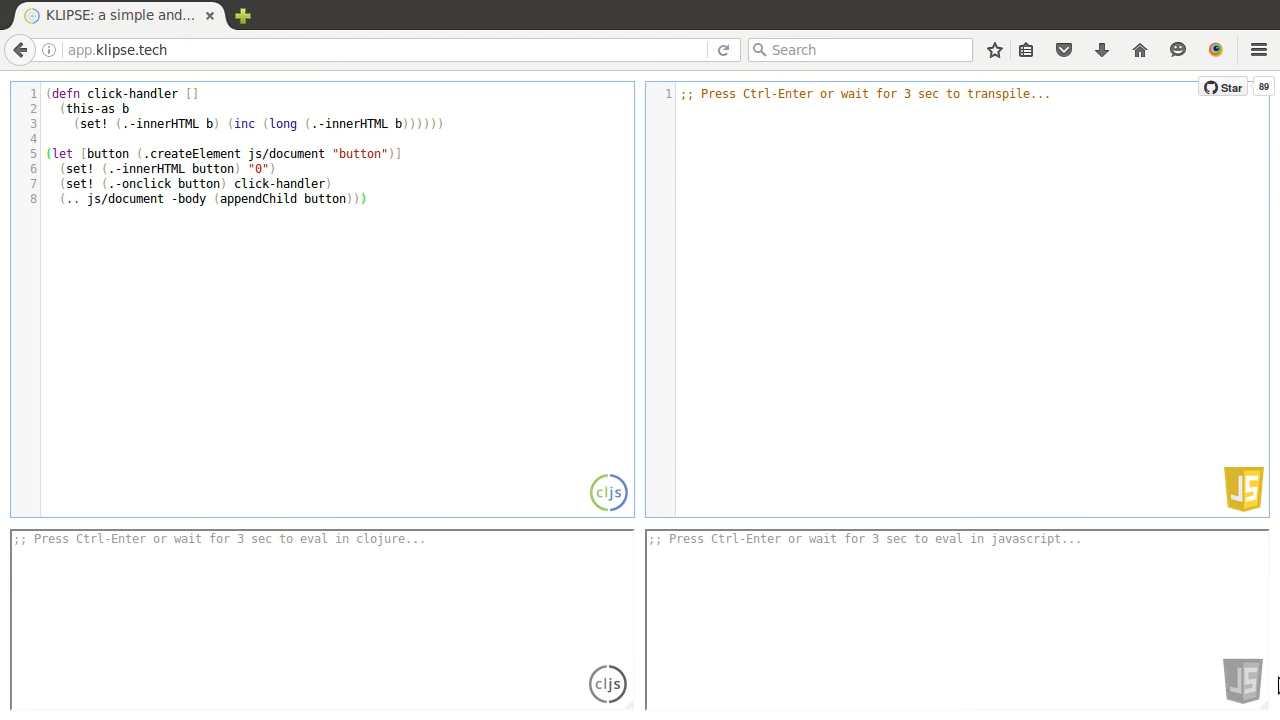 KLIPSE: a simple and...
app.klipse.tech
Search
1 (defn click-handler []
2 (this-as b
3 (set! (.-innerHTML b) (inc (long (.-innerHTML b))))))
4
5 (let [button (.createElement js/document "button")]
6 (set! (.-innerHTML button) "0")
7 (set! (.-onclick button) click-handler)
8 (.. js/document -body (appendChild button)))
cljs
1 ;; Press Ctrl-Enter or wait for 3 sec to transpile...
Star 89
JS
;; Press Ctrl-Enter or wait for 3 sec to eval in clojure...
cljs
;; Press Ctrl-Enter or wait for 3 sec to eval in javascript...
JS